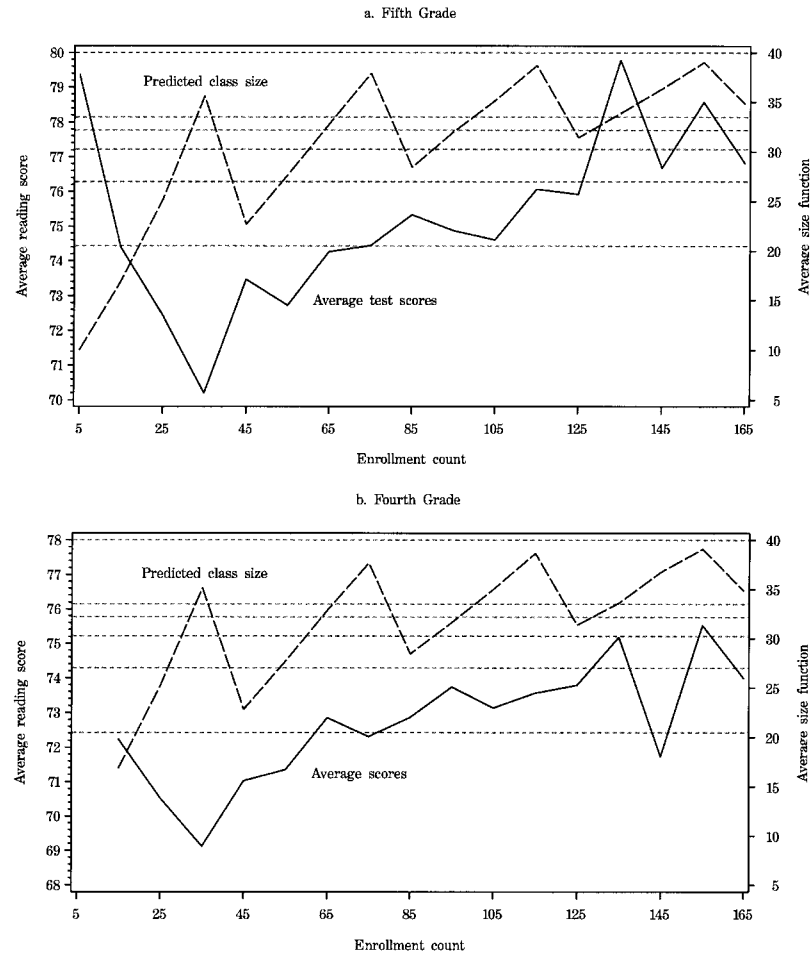 a. Fifth Grade
80
79
78
77
76
75
74
73
72
71
70
Average reading score
Predicted class size
Average test scores
40
35
30
25
20
15
10
5
Average size function
5 25 45 65 85 105 125 145 165
Enrollment count
b. Fourth Grade
78
77
76
75
74
73
72
71
70
69
68
Average reading score
Predicted class size
Average scores
40
35
30
25
20
15
10
5
Average size function
5 25 45 65 85 105 125 145 165
Enrollment count